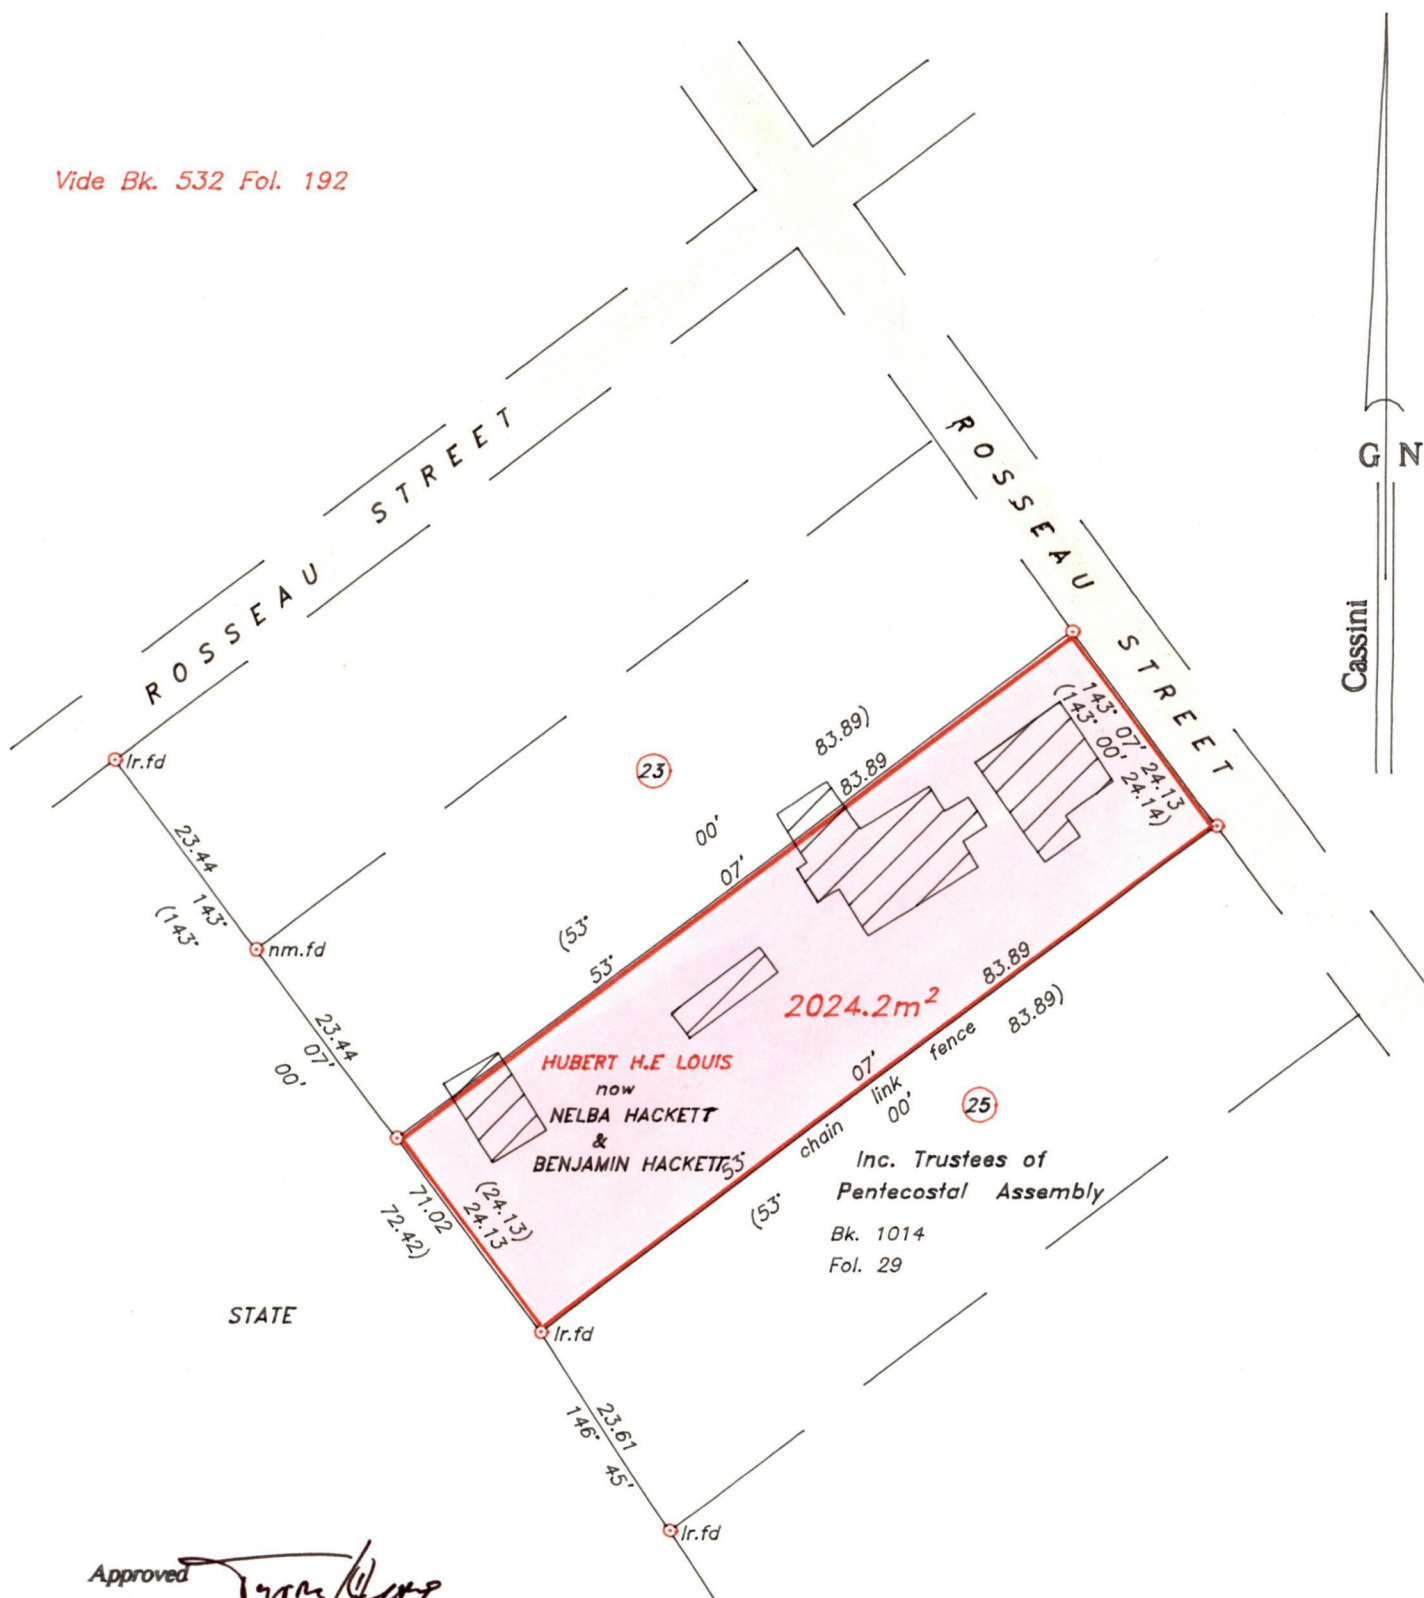 Vide Bk. 532 Fol. 192
G N
Cassini
ROSSEAU STREET
ROSSEAU STREET
Ir.fd
23.44
143°
(143°
nm.fd
23.44
07'
00'
71.02
72.42)
(24.13)
24.13
23
(53° 00' 83.89)
53° 07' 83.89
143° 07' 24.13
(143° 00' 24.14)
2024.2m²
HUBERT H.E LOUIS
now
NELBA HACKETT
&
BENJAMIN HACKETT
53° 07' 83.89
chain link fence
(53° 00' 83.89)
25
Inc. Trustees of
Pentecostal Assembly
Bk. 1014
Fol. 29
STATE
Ir.fd
23.61
146° 45'
Ir.fd
Approved